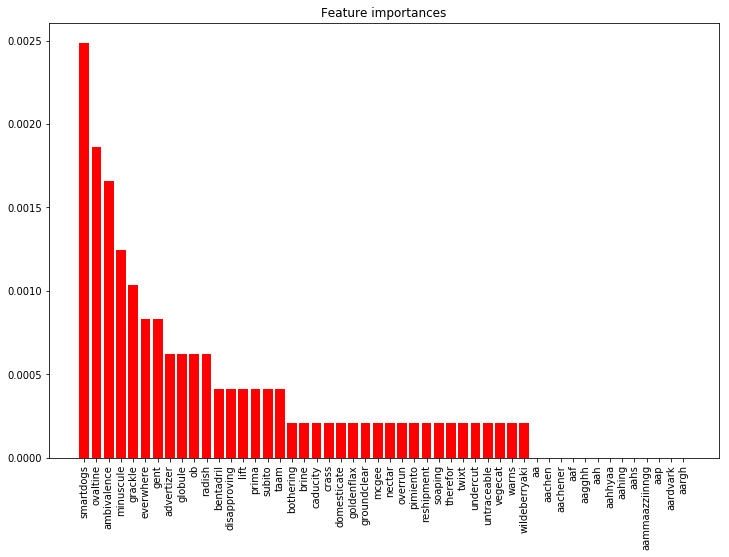 Feature importances
0.0025
0.0020
0.0015
0.0010
0.0005
0.0000
smartdogs
ovaltine
ambivalence
minuscule
grackle
everwhere
gent
advertizer
globule
ob
radish
bentadril
disapproving
lift
prima
subito
taam
bothering
brine
caducity
crass
domesticate
goldenflax
groundclear
mcgee
nectar
overrun
pimiento
reshipment
soaping
therefor
twixt
undercut
untraceable
vegecat
warns
wildeberryaki
aa
aachen
aachener
aaf
aagghh
aah
aahhyaa
aahing
aahs
aammaazziinngg
aap
aardvark
aargh